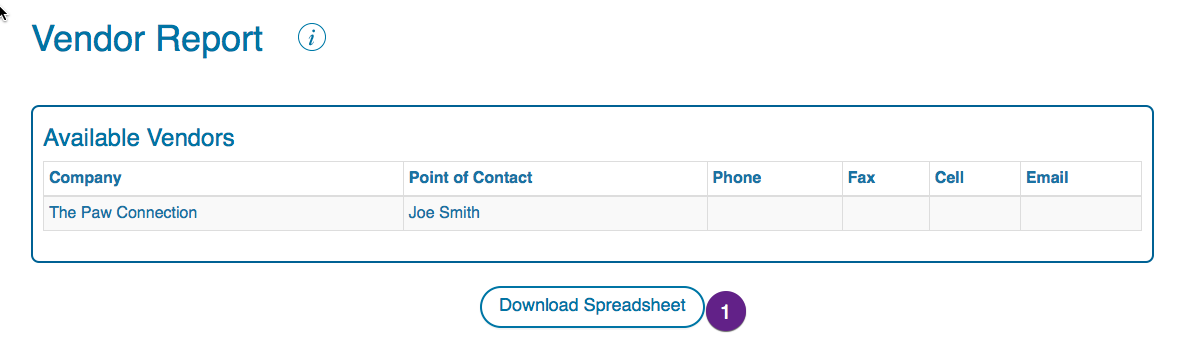 Vendor Report i
Available Vendors
Company Point of Contact Phone Fax Cell Email
The Paw Connection Joe Smith
Download Spreadsheet 1